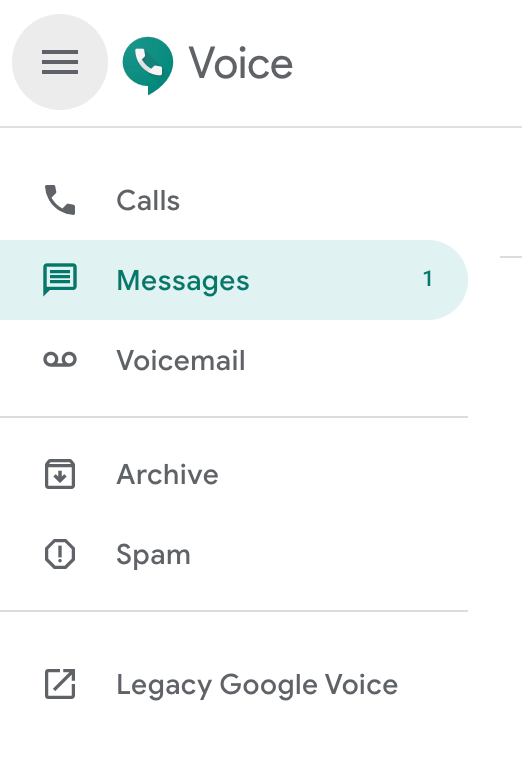 Voice
Calls
Messages 1
Voicemail
Archive
Spam
Legacy Google Voice